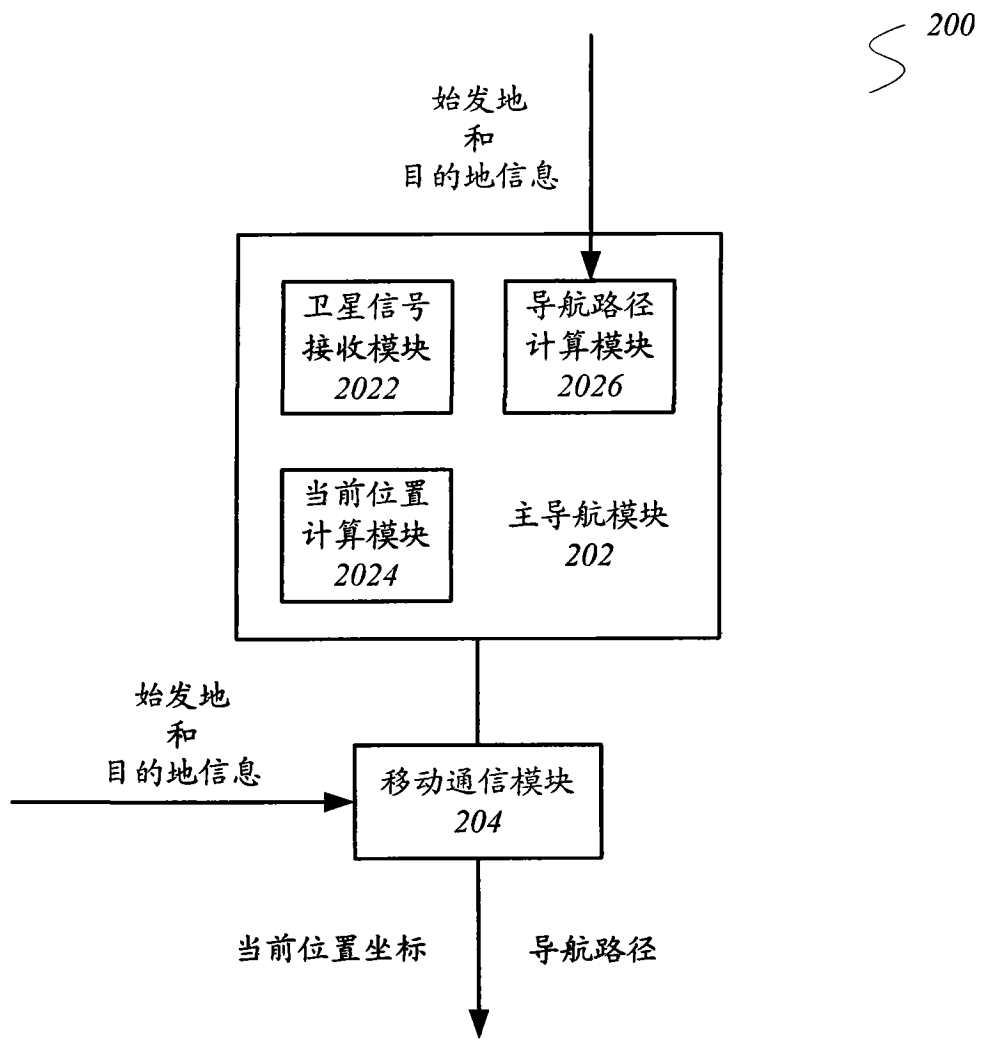 200
始发地
和
目的地信息
卫星信号
接收模块
2022
导航路径
计算模块
2026
当前位置
计算模块
2024
主导航模块
202
始发地
和
目的地信息
移动通信模块
204
当前位置坐标
导航路径